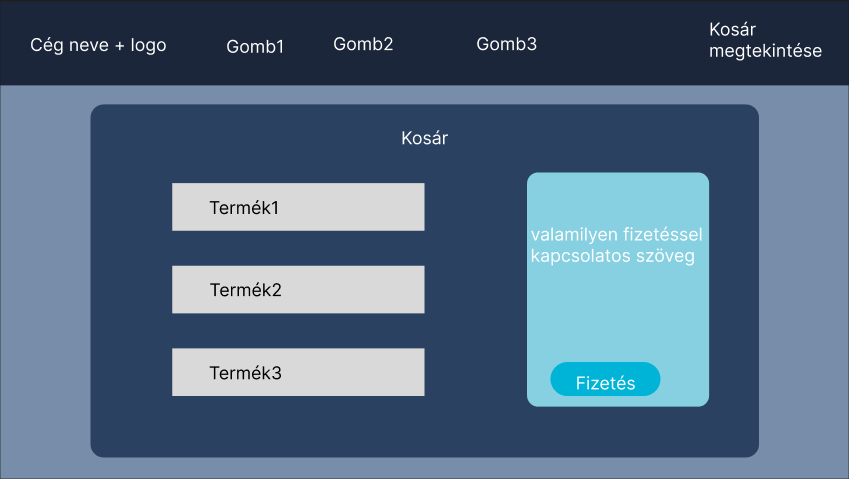 Cég neve + logo
Gomb1
Gomb2
Gomb3
Kosár
megtekintése
Kosár
Termék1
Termék2
Termék3
valamilyen fizetéssel
kapcsolatos szöveg
Fizetés